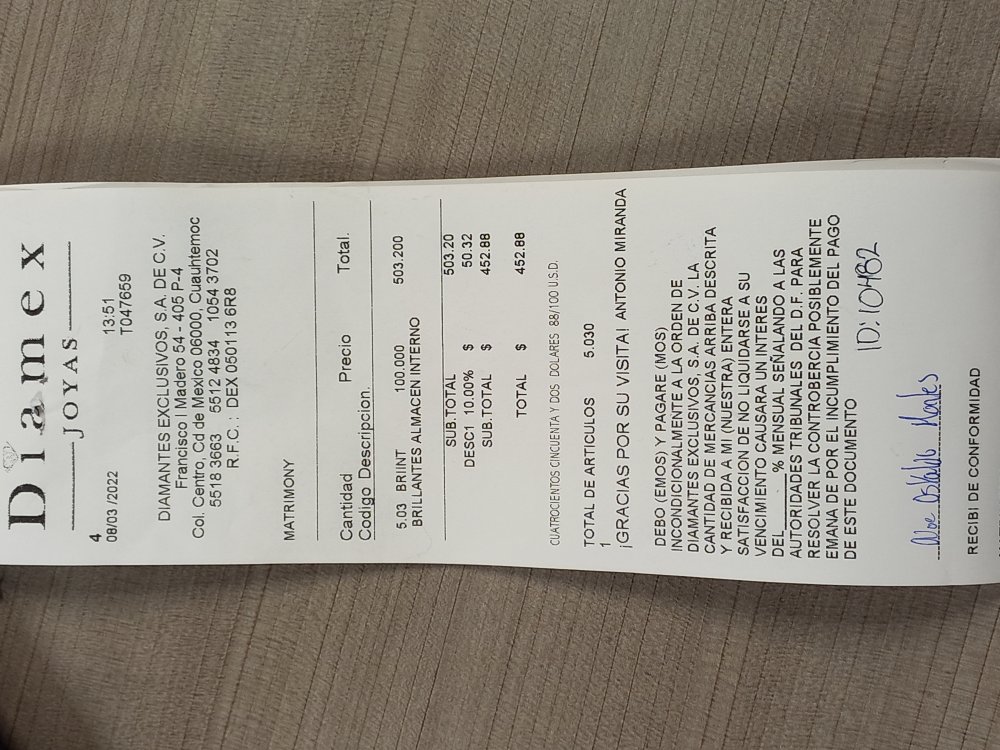 Diamex
JOYAS
4
08/03/2022 13:51
T047659
DIAMANTES EXCLUSIVOS, S.A. DE C.V.
Francisco I Madero 54 - 405 P-4
Col. Centro, Cd de Mexico 06000, Cuauhtemoc
5518 3663 5512 4834 1054 3702
R.F.C.: : DEX 050113 6R8
MATRIMONY
Cantidad Precio Total.
Codigo Descripcion.
5.03 BRIINT 100.000 503.200
BRILLANTES ALMACEN INTERNO
SUB.TOTAL 503.20
DESC1 10.00% $ 50.32
SUB.TOTAL $ 452.88
TOTAL $ 452.88
CUATROCIENTOS CINCUENTA Y DOS DOLARES 88/100 U.S.D.
TOTAL DE ARTICULOS 5.030
1
¡GRACIAS POR SU VISITA! ANTONIO MIRANDA
DEBO (EMOS) Y PAGARE (MOS)
INCONDICIONALMENTE A LA ORDEN DE
DIAMANTES EXCLUSIVOS, S.A. DE C.V. LA
CANTIDAD DE MERCANCIAS ARRIBA DESCRITA
Y RECIBIDA A MI (NUESTRA) ENTERA
SATISFACCION DE NO LIQUIDARSE A SU
VENCIMIENTO CAUSARA UN INTERES
DEL_____ % MENSUAL SEÑALANDO A LAS
AUTORIDADES TRIBUNALES DEL D.F. PARA
RESOLVER LA CONTROBERCIA POSIBLEMENTE
EMANA DE POR EL INCUMPLIMIENTO DEL PAGO
DE ESTE DOCUMENTO
ID: 10482
RECIBI DE CONFORMIDAD